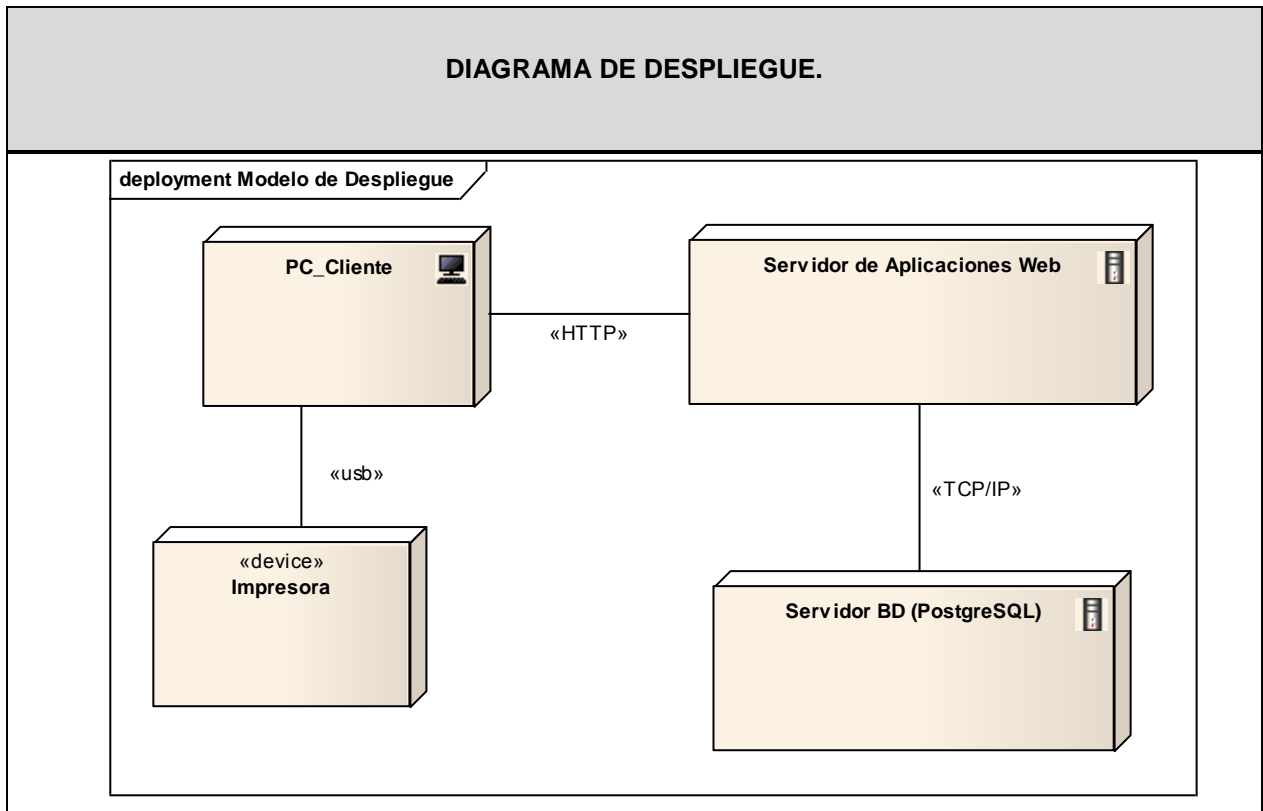 DIAGRAMA DE DESPLIEGUE.
deployment Modelo de Despliegue
PC_Cliente
Servidor de Aplicaciones Web
«HTTP»
«usb»
«TCP/IP»
«device»
Impresora
Servidor BD (PostgreSQL)